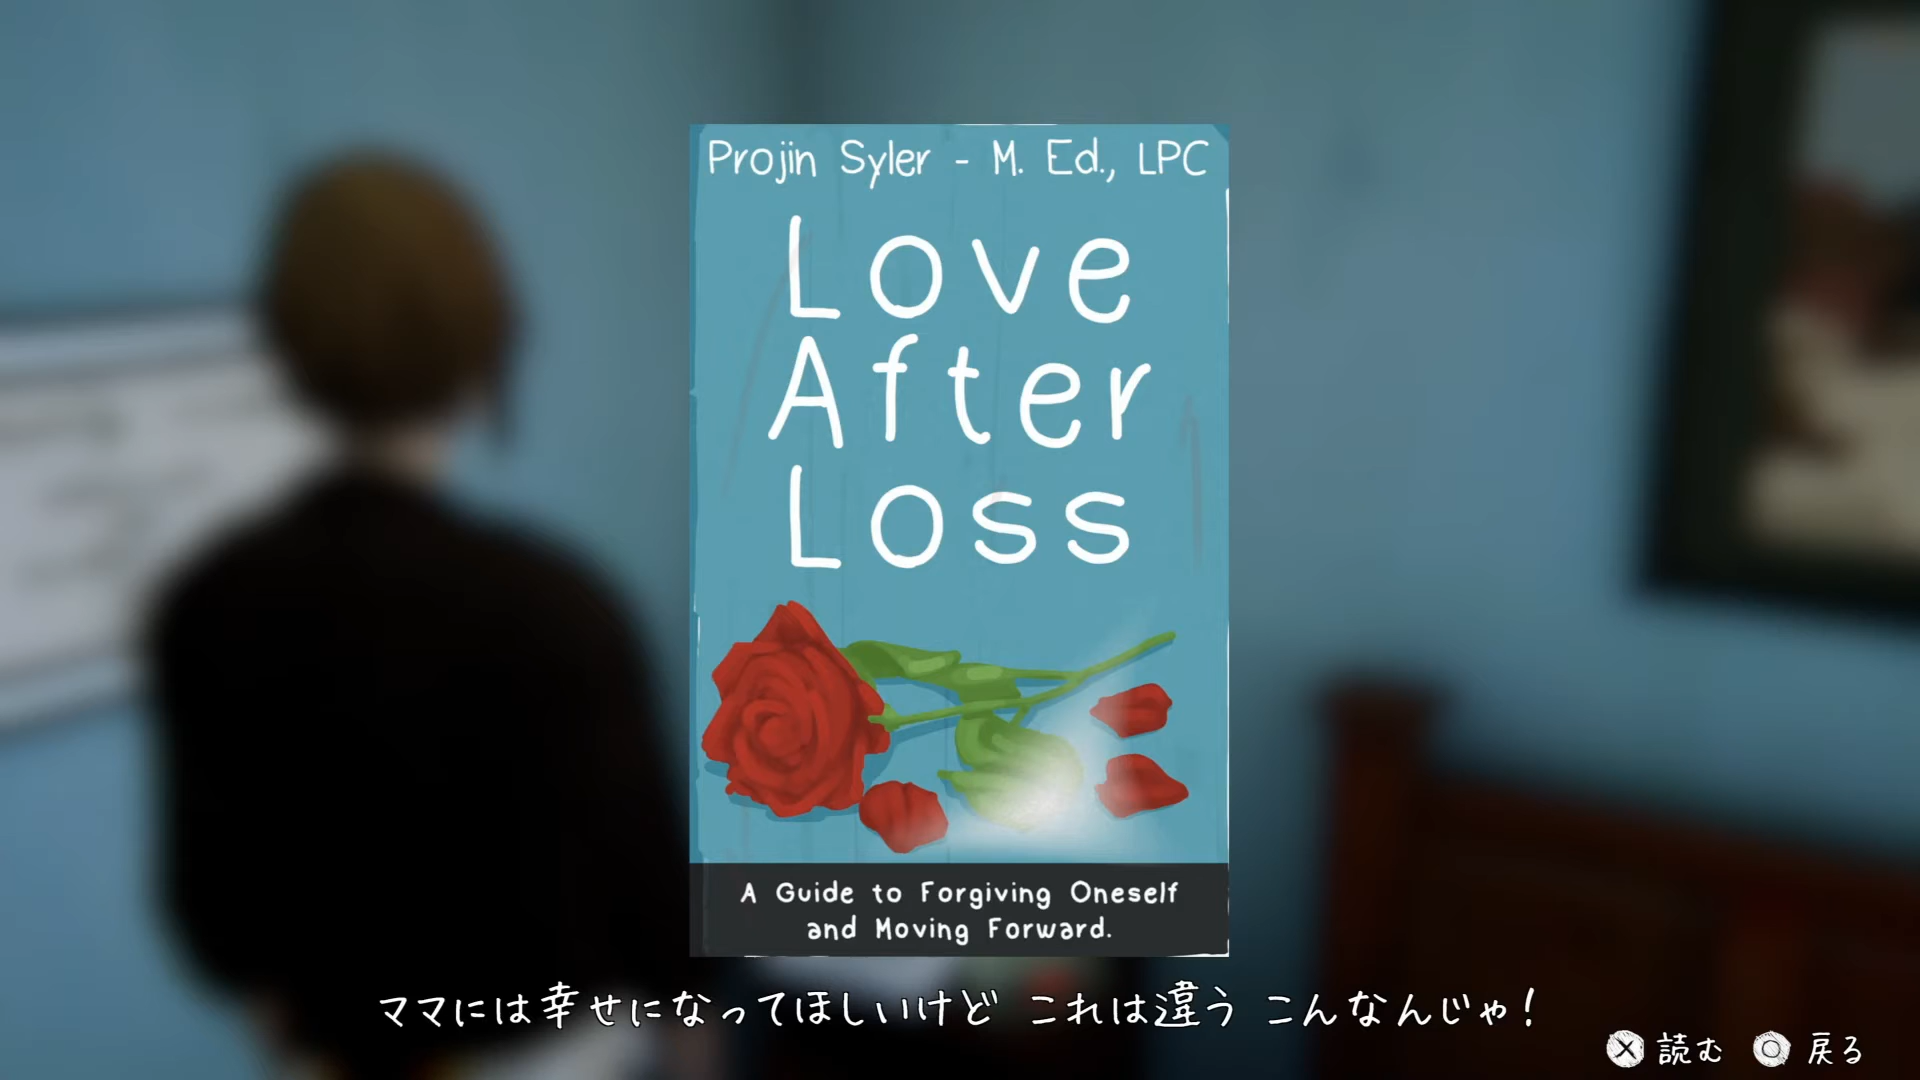 Projin Syler - M. Ed., LPC
Love
After
Loss
A Guide to Forgiving Oneself
and Moving Forward.
ママには幸せになってほしいけど これは違う こんなんじゃ！
読む 戻る